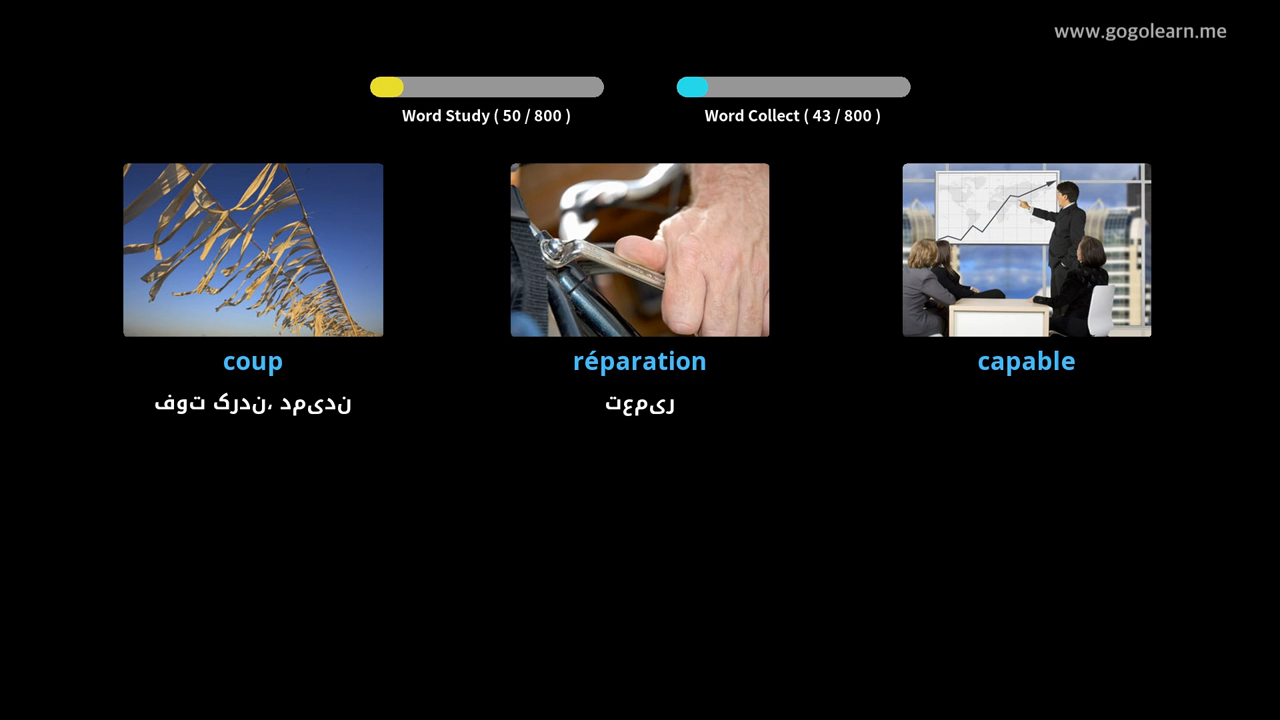 www.gogolearn.me
Word Study ( 50 / 800 )
Word Collect ( 43 / 800 )
coup
réparation
capable
فوت کردن، دمیدن
تعمیر